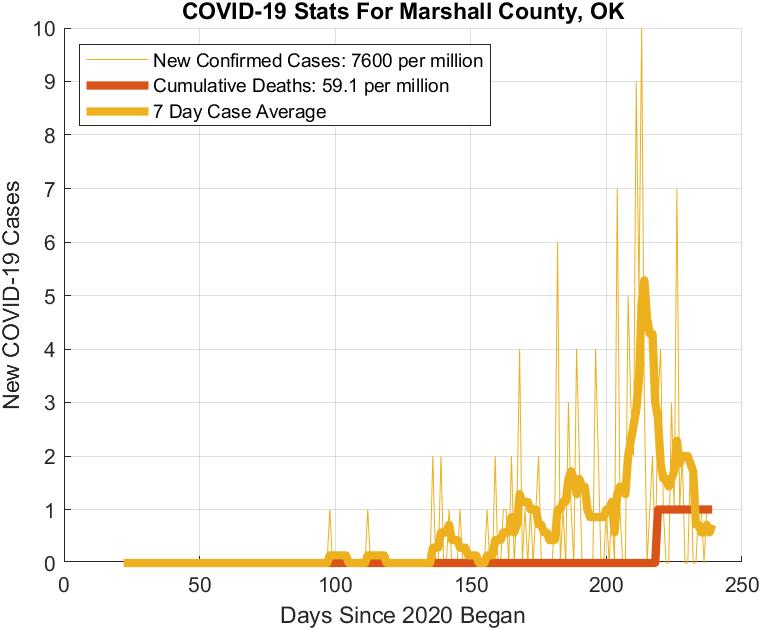 COVID-19 Stats For Marshall County, OK
New Confirmed Cases: 7600 per million
Cumulative Deaths: 59.1 per million
7 Day Case Average
New COVID-19 Cases
10
9
8
7
6
5
4
3
2
1
0
0 50 100 150 200 250
Days Since 2020 Began